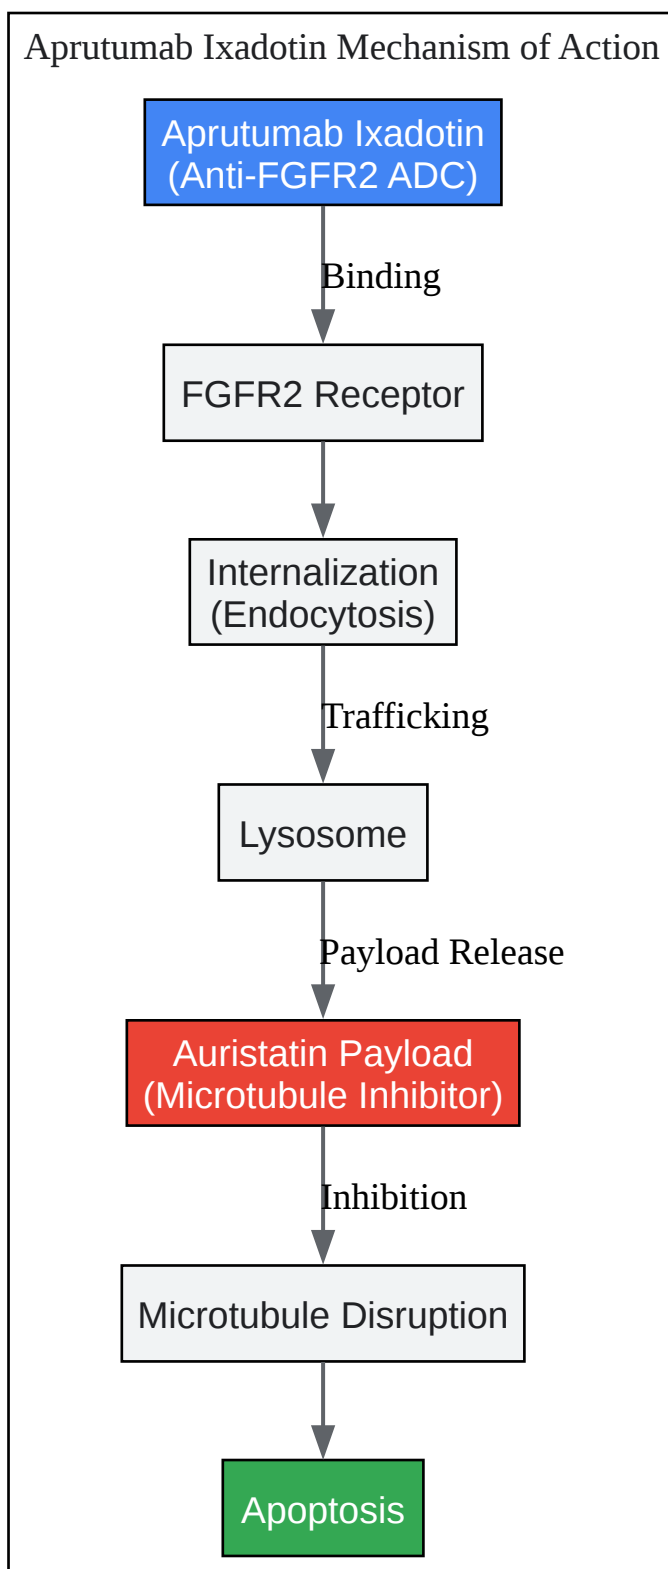 Aprutumab Ixadotin Mechanism of Action
Aprutumab Ixadotin
(Anti-FGFR2 ADC)
Binding
FGFR2 Receptor
Internalization
(Endocytosis)
Trafficking
Lysosome
Payload Release
Auristatin Payload
(Microtubule Inhibitor)
Inhibition
Microtubule Disruption
Apoptosis